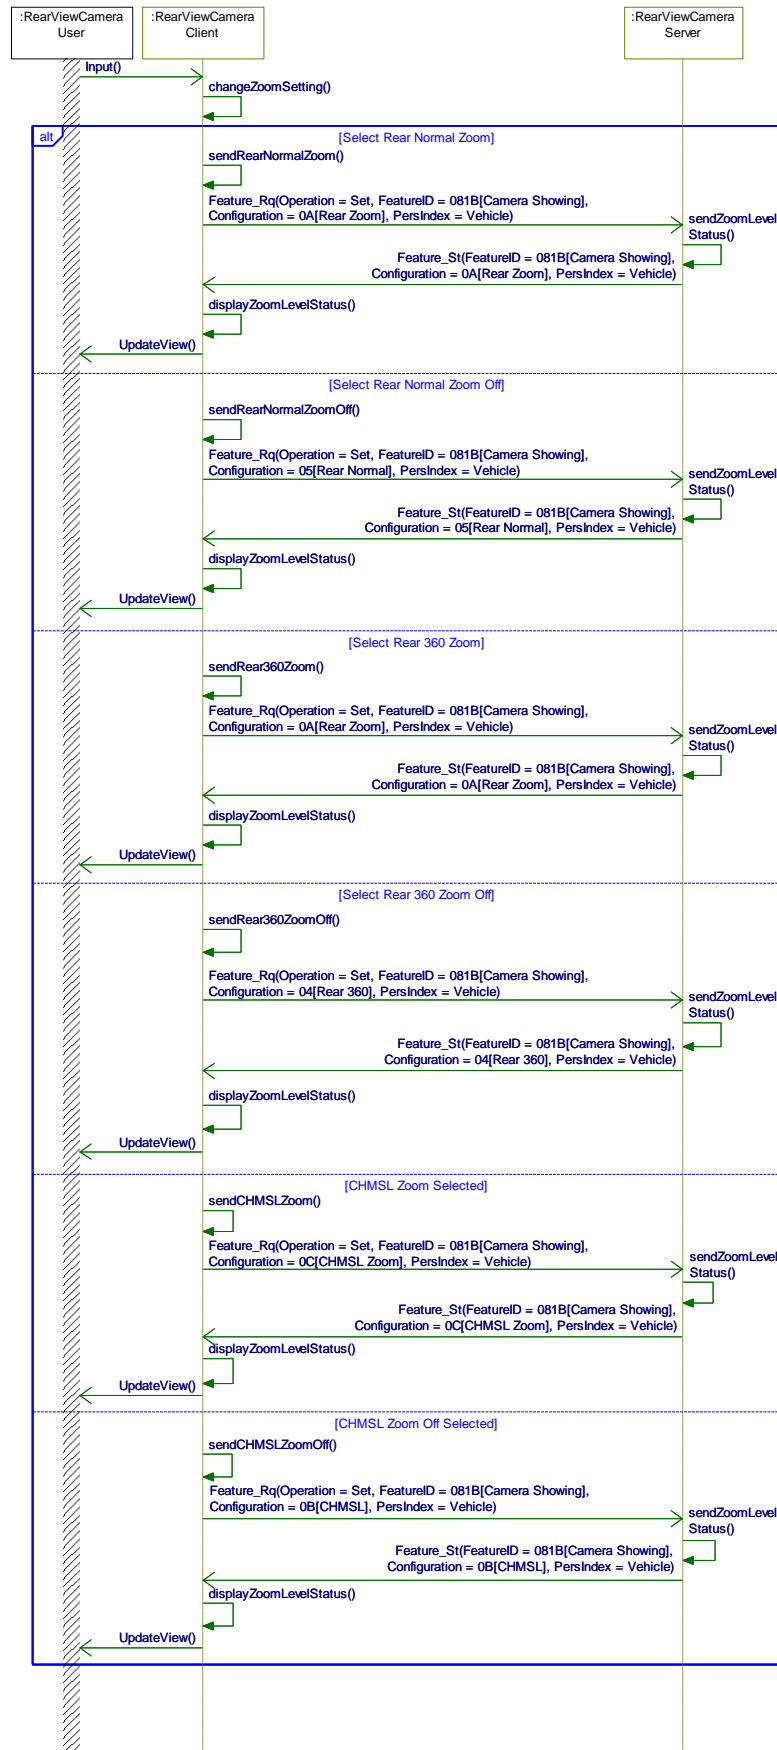 :RearViewCamera
User
:RearViewCamera
Client
:RearViewCamera
Server
Input()
changeZoomSetting()
alt
[Select Rear Normal Zoom]
sendRearNormalZoom()
Feature_Rq(Operation = Set, FeatureID = 081B[Camera Showing],
Configuration = 0A[Rear Zoom], PersIndex = Vehicle)
sendZoomLevel
Status()
Feature_St(FeatureID = 081B[Camera Showing],
Configuration = 0A[Rear Zoom], PersIndex = Vehicle)
displayZoomLevelStatus()
UpdateView()
[Select Rear Normal Zoom Off]
sendRearNormalZoomOff()
Feature_Rq(Operation = Set, FeatureID = 081B[Camera Showing],
Configuration = 05[Rear Normal], PersIndex = Vehicle)
sendZoomLevel
Status()
Feature_St(FeatureID = 081B[Camera Showing],
Configuration = 05[Rear Normal], PersIndex = Vehicle)
displayZoomLevelStatus()
UpdateView()
[Select Rear 360 Zoom]
sendRear360Zoom()
Feature_Rq(Operation = Set, FeatureID = 081B[Camera Showing],
Configuration = 0A[Rear Zoom], PersIndex = Vehicle)
sendZoomLevel
Status()
Feature_St(FeatureID = 081B[Camera Showing],
Configuration = 0A[Rear Zoom], PersIndex = Vehicle)
displayZoomLevelStatus()
UpdateView()
[Select Rear 360 Zoom Off]
sendRear360ZoomOff()
Feature_Rq(Operation = Set, FeatureID = 081B[Camera Showing],
Configuration = 04[Rear 360], PersIndex = Vehicle)
sendZoomLevel
Status()
Feature_St(FeatureID = 081B[Camera Showing],
Configuration = 04[Rear 360], PersIndex = Vehicle)
displayZoomLevelStatus()
UpdateView()
[CHMSL Zoom Selected]
sendCHMSLZoom()
Feature_Rq(Operation = Set, FeatureID = 081B[Camera Showing],
Configuration = 0C[CHMSL Zoom], PersIndex = Vehicle)
sendZoomLevel
Status()
Feature_St(FeatureID = 081B[Camera Showing],
Configuration = 0C[CHMSL Zoom], PersIndex = Vehicle)
displayZoomLevelStatus()
UpdateView()
[CHMSL Zoom Off Selected]
sendCHMSLZoomOff()
Feature_Rq(Operation = Set, FeatureID = 081B[Camera Showing],
Configuration = 0B[CHMSL], PersIndex = Vehicle)
sendZoomLevel
Status()
Feature_St(FeatureID = 081B[Camera Showing],
Configuration = 0B[CHMSL], PersIndex = Vehicle)
displayZoomLevelStatus()
UpdateView()